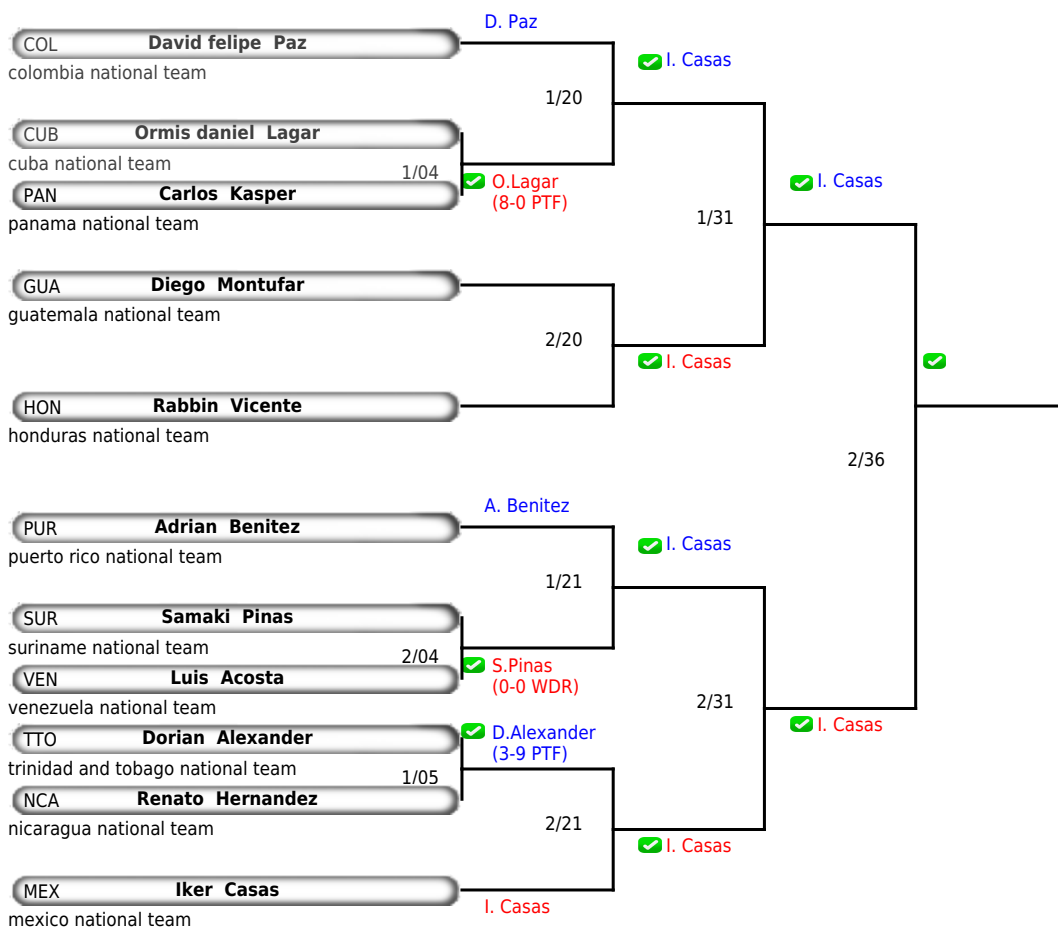 D. Paz
COL David felipe Paz
colombia national team
I. Casas
1/20
CUB Ormis daniel Lagar
cuba national team
1/04
O.Lagar
(8-0 PTF)
PAN Carlos Kasper
panama national team
I. Casas
1/31
GUA Diego Montufar
guatemala national team
2/20
I. Casas
HON Rabbin Vicente
honduras national team
2/36
A. Benitez
PUR Adrian Benitez
puerto rico national team
I. Casas
1/21
SUR Samaki Pinas
suriname national team
2/04
S.Pinas
(0-0 WDR)
VEN Luis Acosta
venezuela national team
2/31
I. Casas
TTO Dorian Alexander
D.Alexander
(3-9 PTF)
trinidad and tobago national team
1/05
NCA Renato Hernandez
nicaragua national team
2/21
I. Casas
MEX Iker Casas
I. Casas
mexico national team